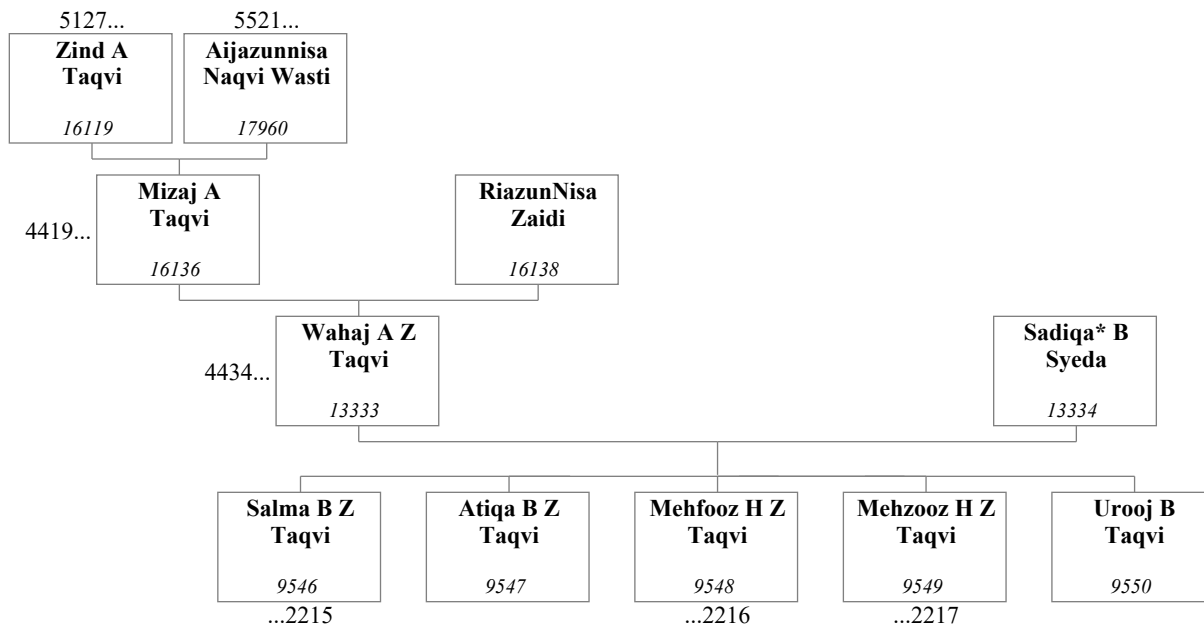 5127...
5521...
Zind A
Taqvi
16119
Aijazunnisa
Naqvi Wasti
17960
4419...
Mizaj A
Taqvi
16136
RiazunNisa
Zaidi
16138
4434...
Wahaj A Z
Taqvi
13333
Sadiqa* B
Syeda
13334
Salma B Z
Taqvi
9546
...2215
Atiqa B Z
Taqvi
9547
Mehfooz H Z
Taqvi
9548
...2216
Mehzooz H Z
Taqvi
9549
...2217
Urooj B
Taqvi
9550